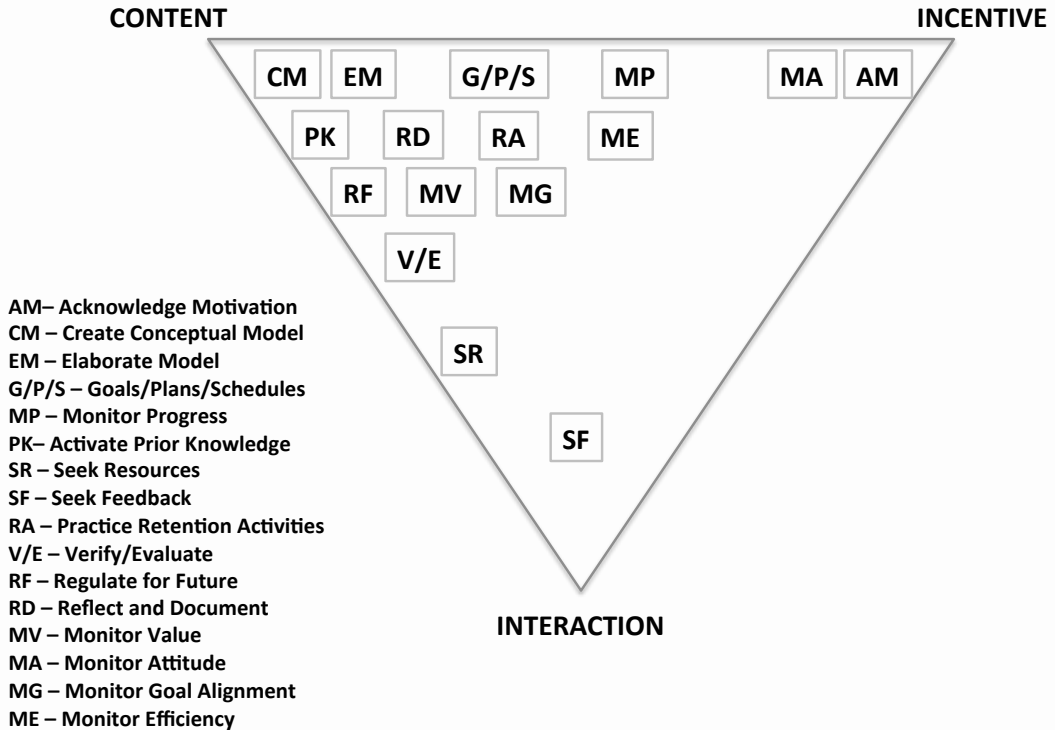 CONTENT INCENTIVE
CM EM G/P/S MP MA AM
PK RD RA ME
RF MV MG
V/E
SR
SF
INTERACTION
AM– Acknowledge Motivation
CM – Create Conceptual Model
EM – Elaborate Model
G/P/S – Goals/Plans/Schedules
MP – Monitor Progress
PK– Activate Prior Knowledge
SR – Seek Resources
SF – Seek Feedback
RA – Practice Retention Activities
V/E – Verify/Evaluate
RF – Regulate for Future
RD – Reflect and Document
MV – Monitor Value
MA – Monitor Attitude
MG – Monitor Goal Alignment
ME – Monitor Efficiency